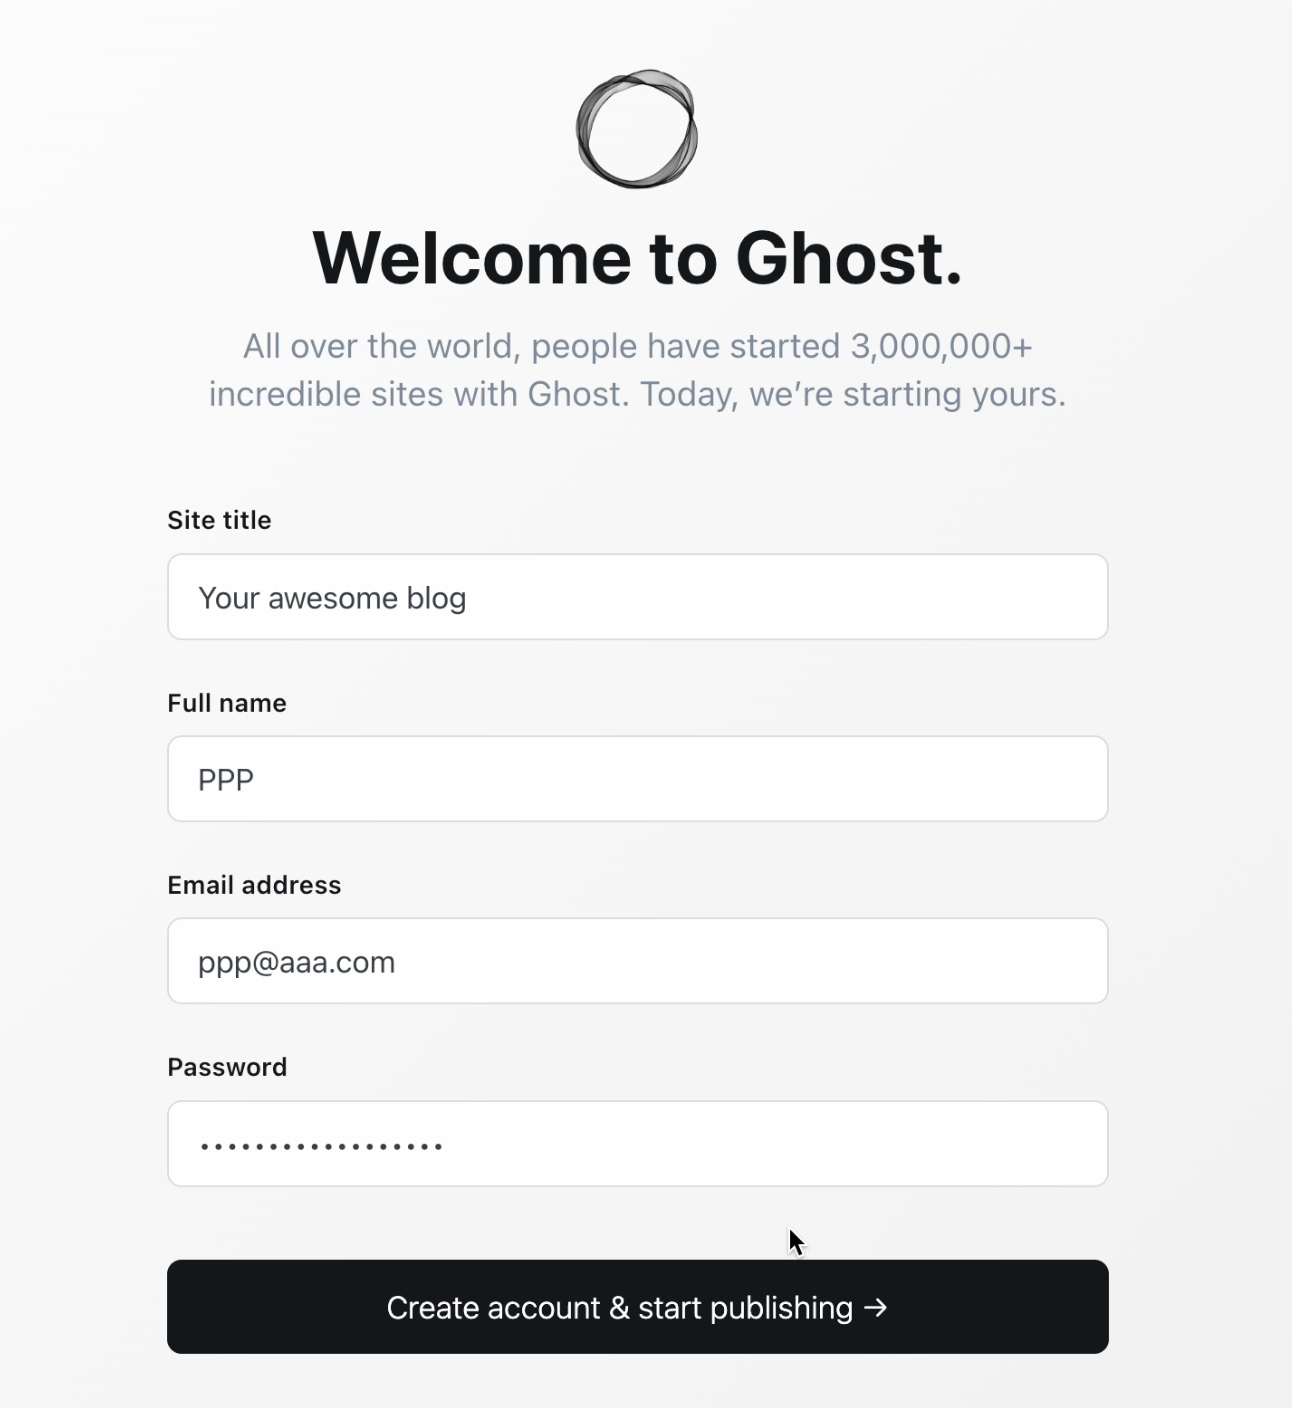 Welcome to Ghost.
All over the world, people have started 3,000,000+
incredible sites with Ghost. Today, we’re starting yours.
Site title
Your awesome blog
Full name
PPP
Email address
ppp@aaa.com
Password
••••••••••••••••••
Create account & start publishing →